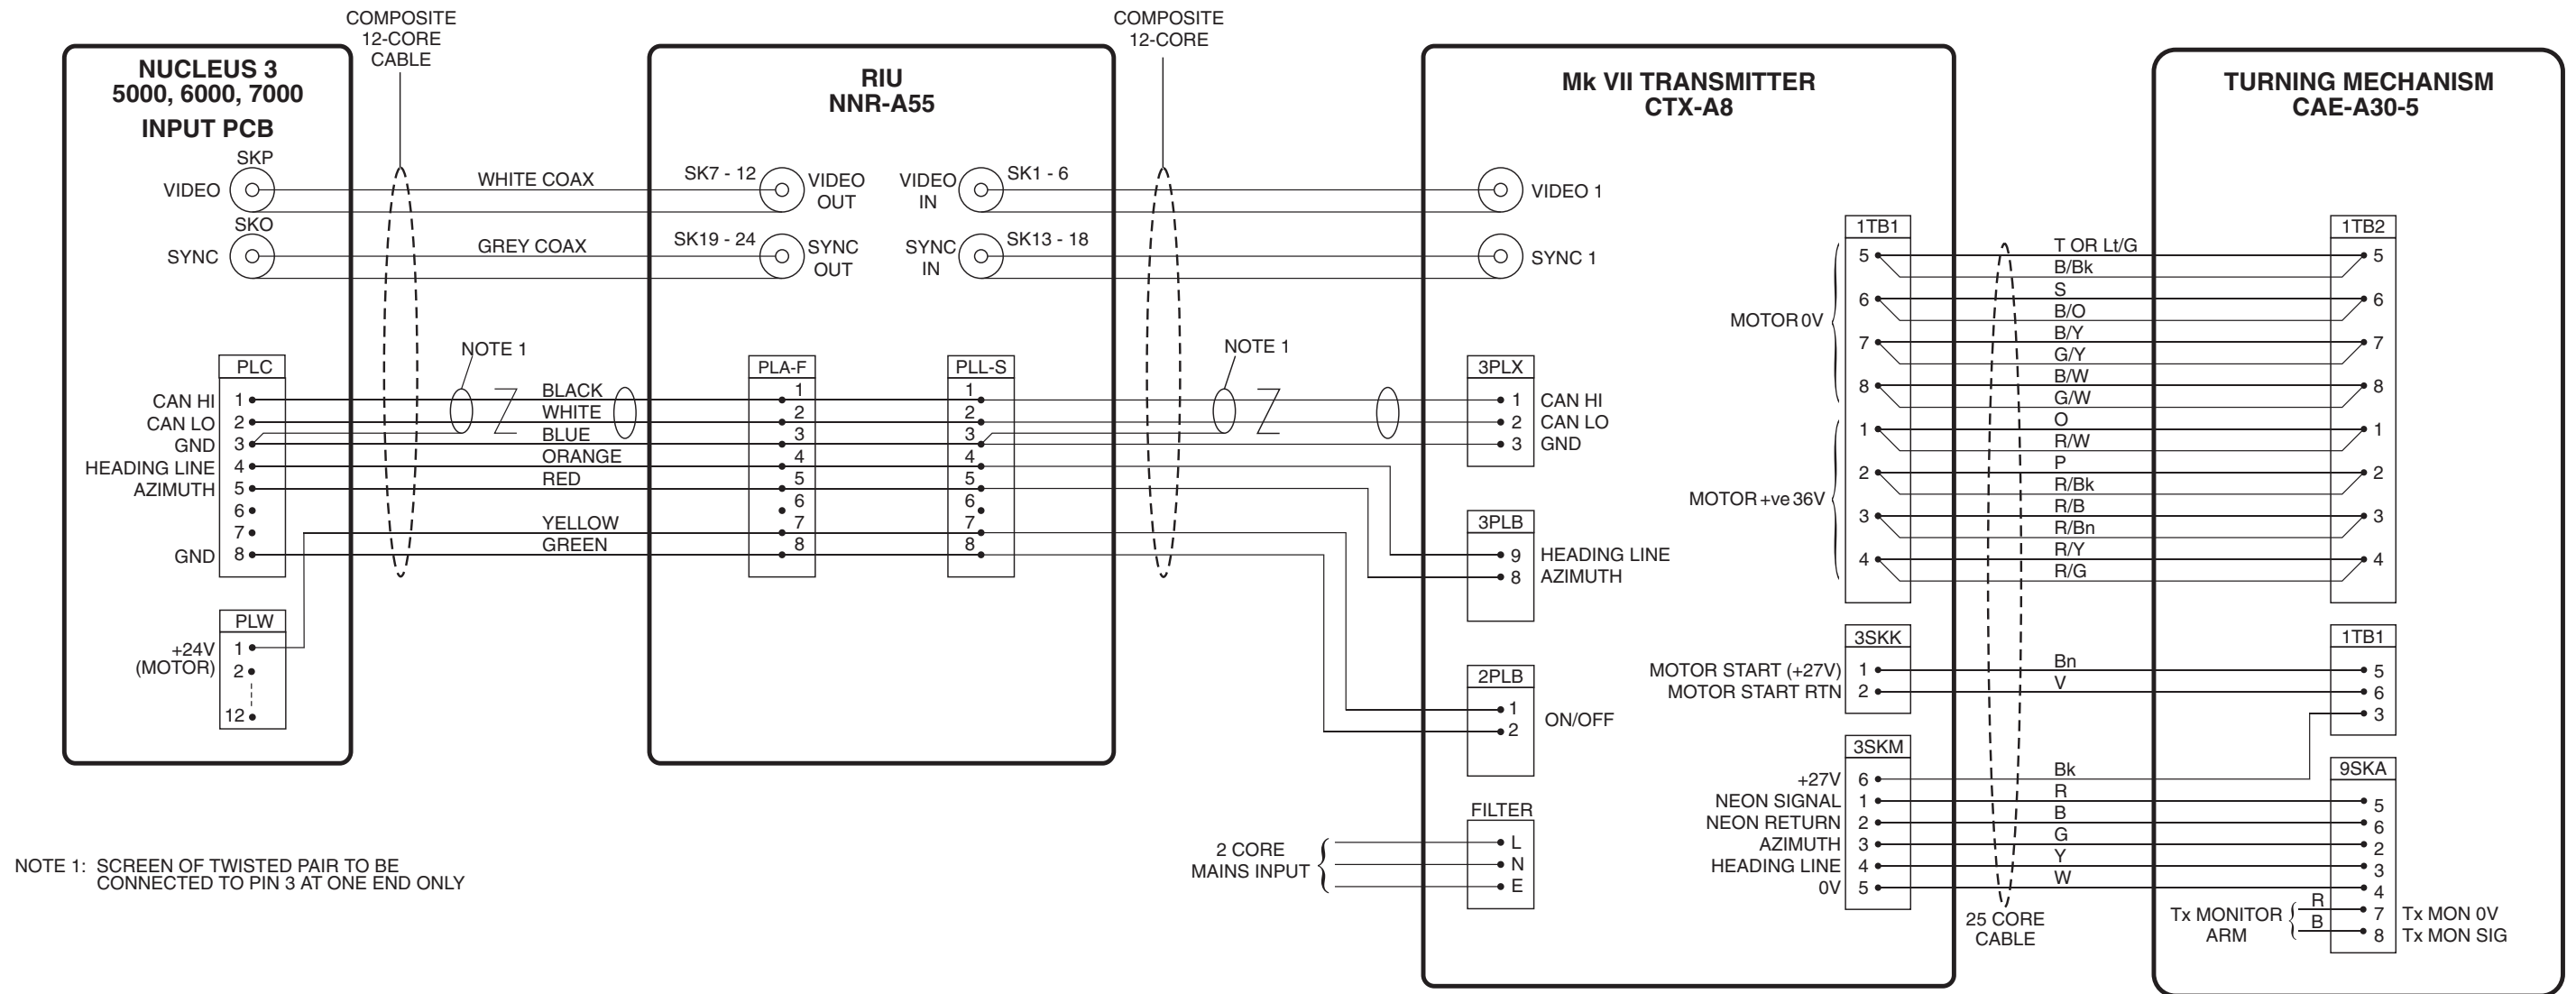 COMPOSITE
12-CORE
CABLE
COMPOSITE
12-CORE
NUCLEUS 3
5000, 6000, 7000
INPUT PCB
SKP
VIDEO
SKO
SYNC
WHITE COAX
GREY COAX
NOTE 1
PLC
CAN HI 1
CAN LO 2
GND 3
HEADING LINE 4
AZIMUTH 5
6
7
GND 8
BLACK
WHITE
BLUE
ORANGE
RED
YELLOW
GREEN
PLW
+24V 1
(MOTOR) 2
12
RIU
NNR-A55
SK7 - 12
VIDEO
OUT
SK19 - 24
SYNC
OUT
VIDEO
IN
SK1 - 6
SYNC
IN
SK13 - 18
PLA-F
1
2
3
4
5
6
7
8
PLL-S
1
2
3
4
5
6
7
8
NOTE 1
Mk VII TRANSMITTER
CTX-A8
VIDEO 1
SYNC 1
3PLX
1 CAN HI
2 CAN LO
3 GND
3PLB
9 HEADING LINE
8 AZIMUTH
2PLB
1
2
ON/OFF
FILTER
L
N
E
2 CORE
MAINS INPUT
1TB1
5
6
7
8
1
2
3
4
MOTOR 0V
MOTOR +ve 36V
3SKK
MOTOR START (+27V) 1
MOTOR START RTN 2
3SKM
+27V 6
NEON SIGNAL 1
NEON RETURN 2
AZIMUTH 3
HEADING LINE 4
0V 5
T OR Lt/G
B/Bk
S
B/O
B/Y
G/Y
B/W
G/W
O
R/W
P
R/Bk
R/B
R/Bn
R/Y
R/G
Bn
V
Bk
R
B
G
Y
W
25 CORE
CABLE
TURNING MECHANISM
CAE-A30-5
1TB2
5
6
7
8
1
2
3
4
1TB1
5
6
3
9SKA
5
6
2
3
4
7 Tx MON 0V
8 Tx MON SIG
Tx MONITOR
ARM
R
B
NOTE 1: SCREEN OF TWISTED PAIR TO BE
CONNECTED TO PIN 3 AT ONE END ONLY